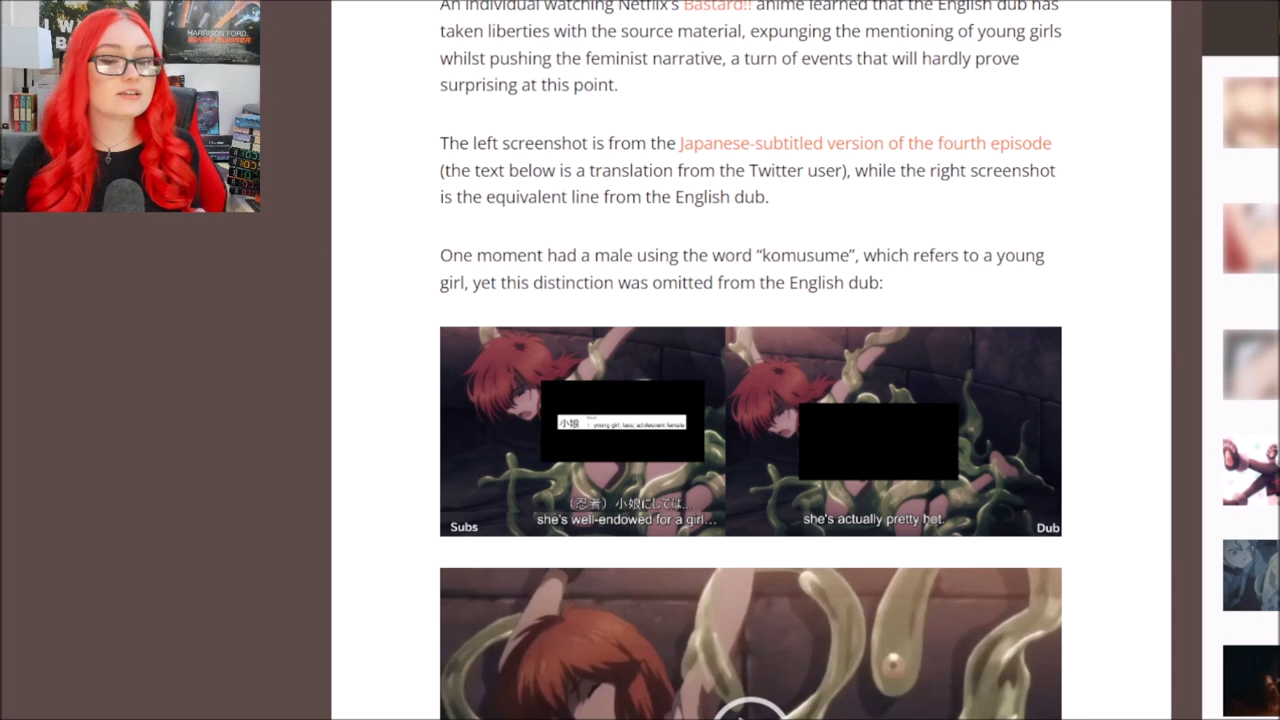 HARRISON FORD
BLADE RUNNER
An individual watching Netflix's Bastard!! anime learned that the English dub has
taken liberties with the source material, expunging the mentioning of young girls
whilst pushing the feminist narrative, a turn of events that will hardly prove
surprising at this point.
The left screenshot is from the Japanese-subtitled version of the fourth episode
(the text below is a translation from the Twitter user), while the right screenshot
is the equivalent line from the English dub.
One moment had a male using the word “komusume”, which refers to a young
girl, yet this distinction was omitted from the English dub:
小娘
young girl, lass, adolescent female
（忍者）小娘にしては...
she's well-endowed for a girl...
Subs
she's actually pretty hot.
Dub